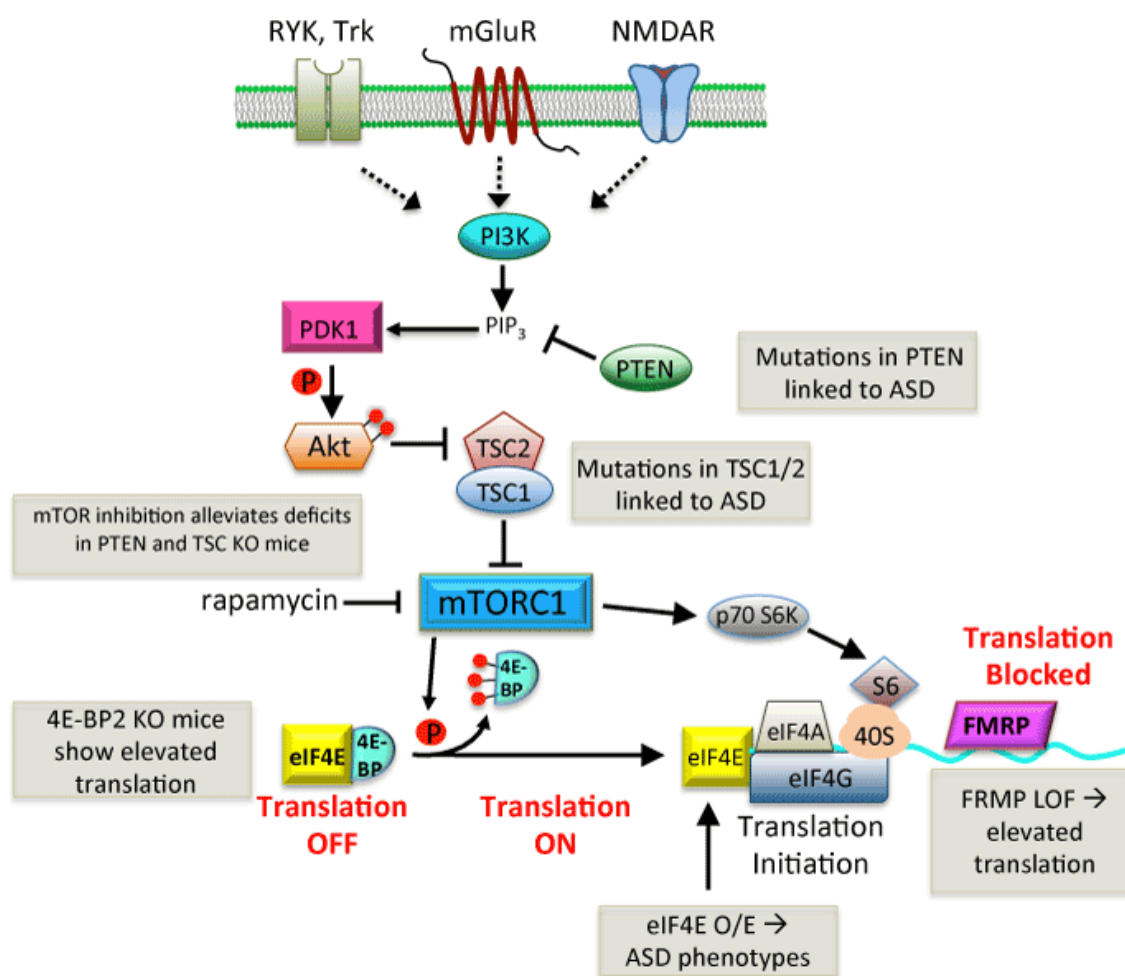 RYK, Trk
mGluR
NMDAR
PI3K
PDK1
PIP3
PTEN
Mutations in PTEN
linked to ASD
P
Akt
TSC2
TSC1
Mutations in TSC1/2
linked to ASD
mTOR inhibition alleviates deficits
in PTEN and TSC KO mice
rapamycin
mTORC1
p70 S6K
Translation
Blocked
4E-
BP
S6
FMRP
4E-BP2 KO mice
show elevated
translation
P
eIF4E
4E-
BP
eIF4E
eIF4A
40S
eIF4G
Translation
OFF
Translation
ON
Translation
Initiation
FRMP LOF →
elevated
translation
eIF4E O/E →
ASD phenotypes